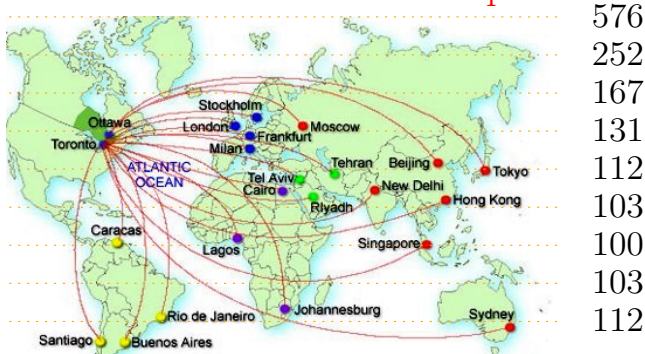 576
252
167
131
112
103
100
103
112
Stockholm
Ottawa
London
Moscow
Toronto
Frankfurt
Milan
ATLANTIC
OCEAN
Tehran
Beijing
Tokyo
Tel Aviv
Cairo
New Delhi
Riyadh
Hong Kong
Caracas
Lagos
Singapore
Rio de Janeiro
Johannesburg
Sydney
Santiago
Buenos Aires